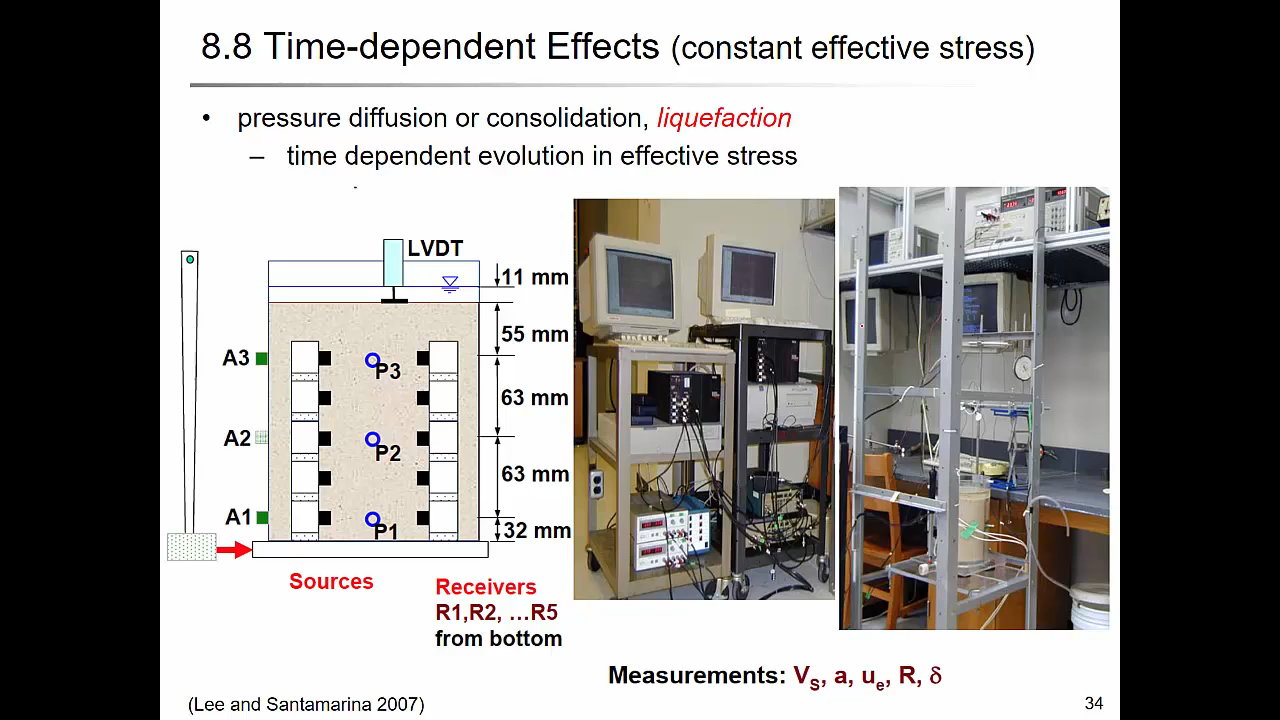 8.8 Time-dependent Effects (constant effective stress)
• pressure diffusion or consolidation, liquefaction
– time dependent evolution in effective stress
LVDT
11 mm
55 mm
A3
P3
63 mm
A2
P2
63 mm
A1
P1
32 mm
Sources
Receivers
R1,R2, …R5
from bottom
Measurements: VS, a, ue, R, δ
(Lee and Santamarina 2007)
34